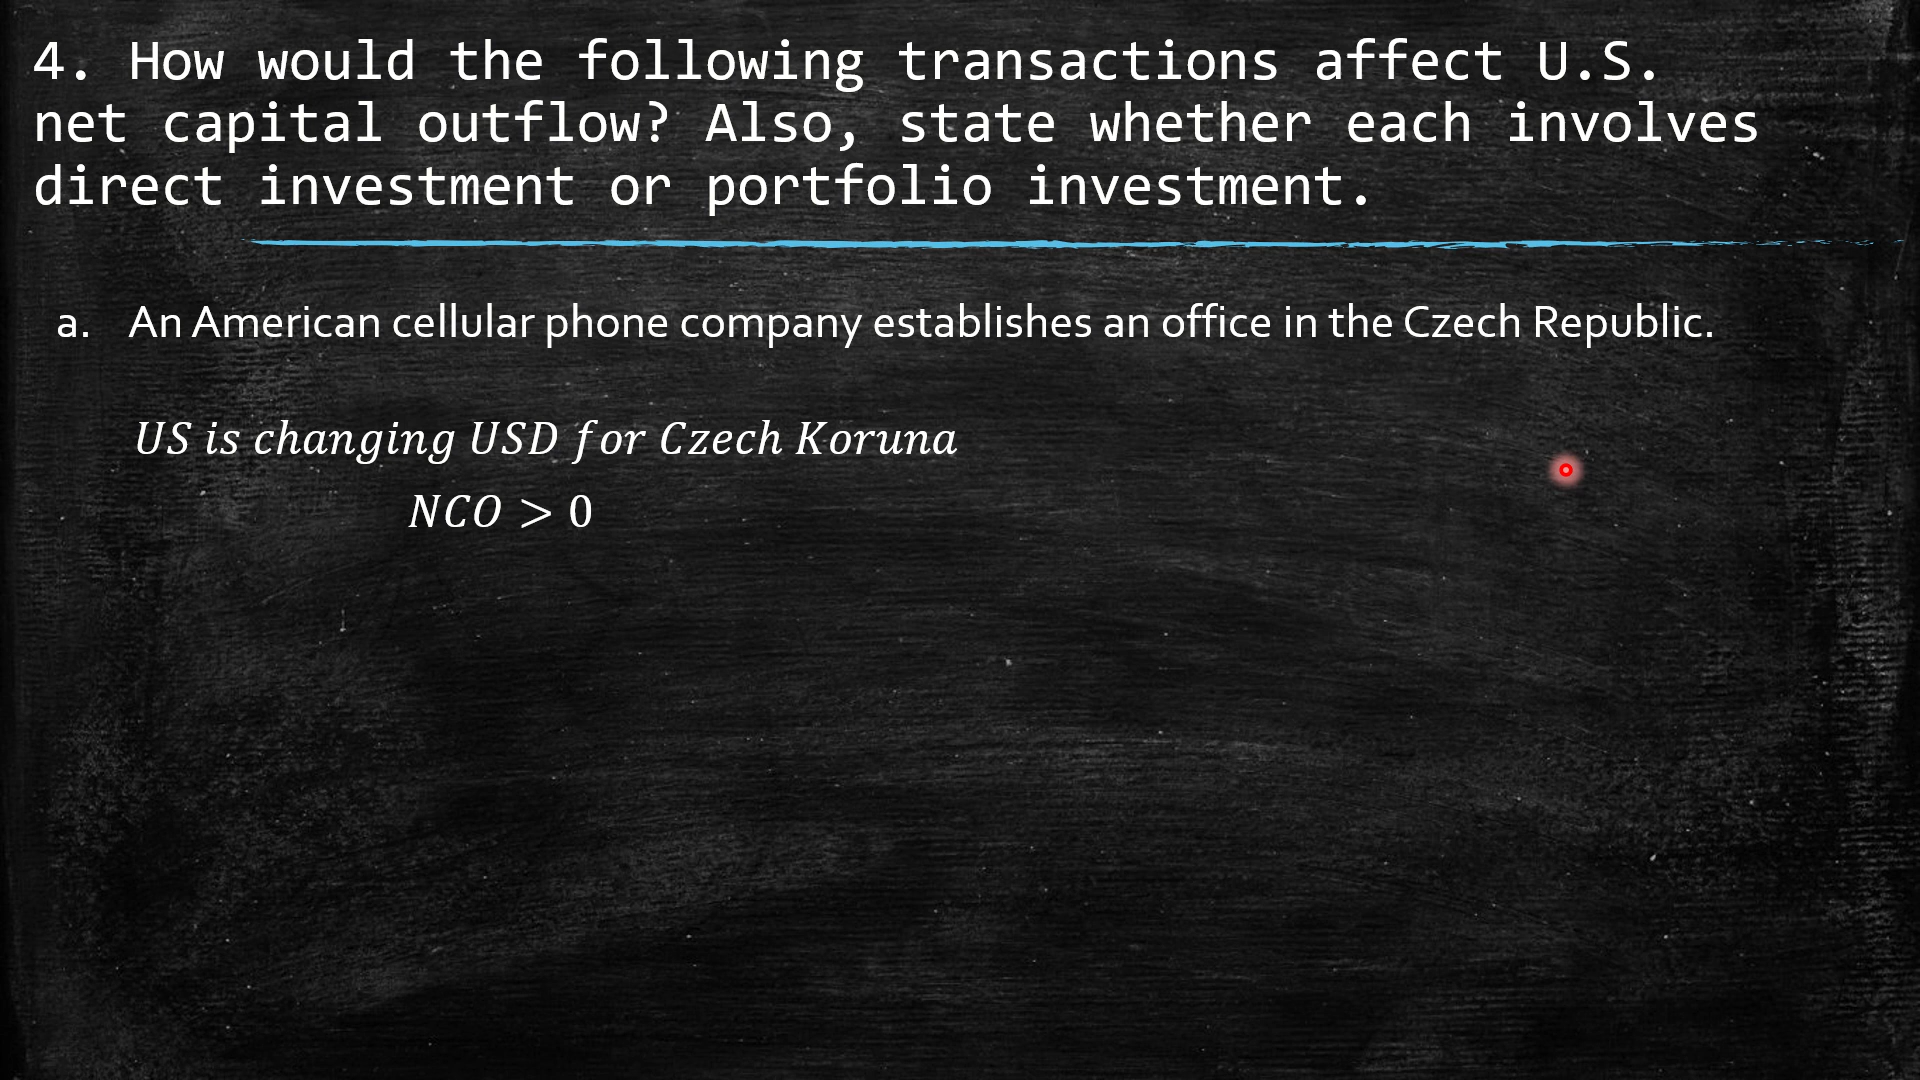 4. How would the following transactions affect U.S.
net capital outflow? Also, state whether each involves
direct investment or portfolio investment.
a. An American cellular phone company establishes an office in the Czech Republic.
US is changing USD for Czech Koruna
NCO > 0